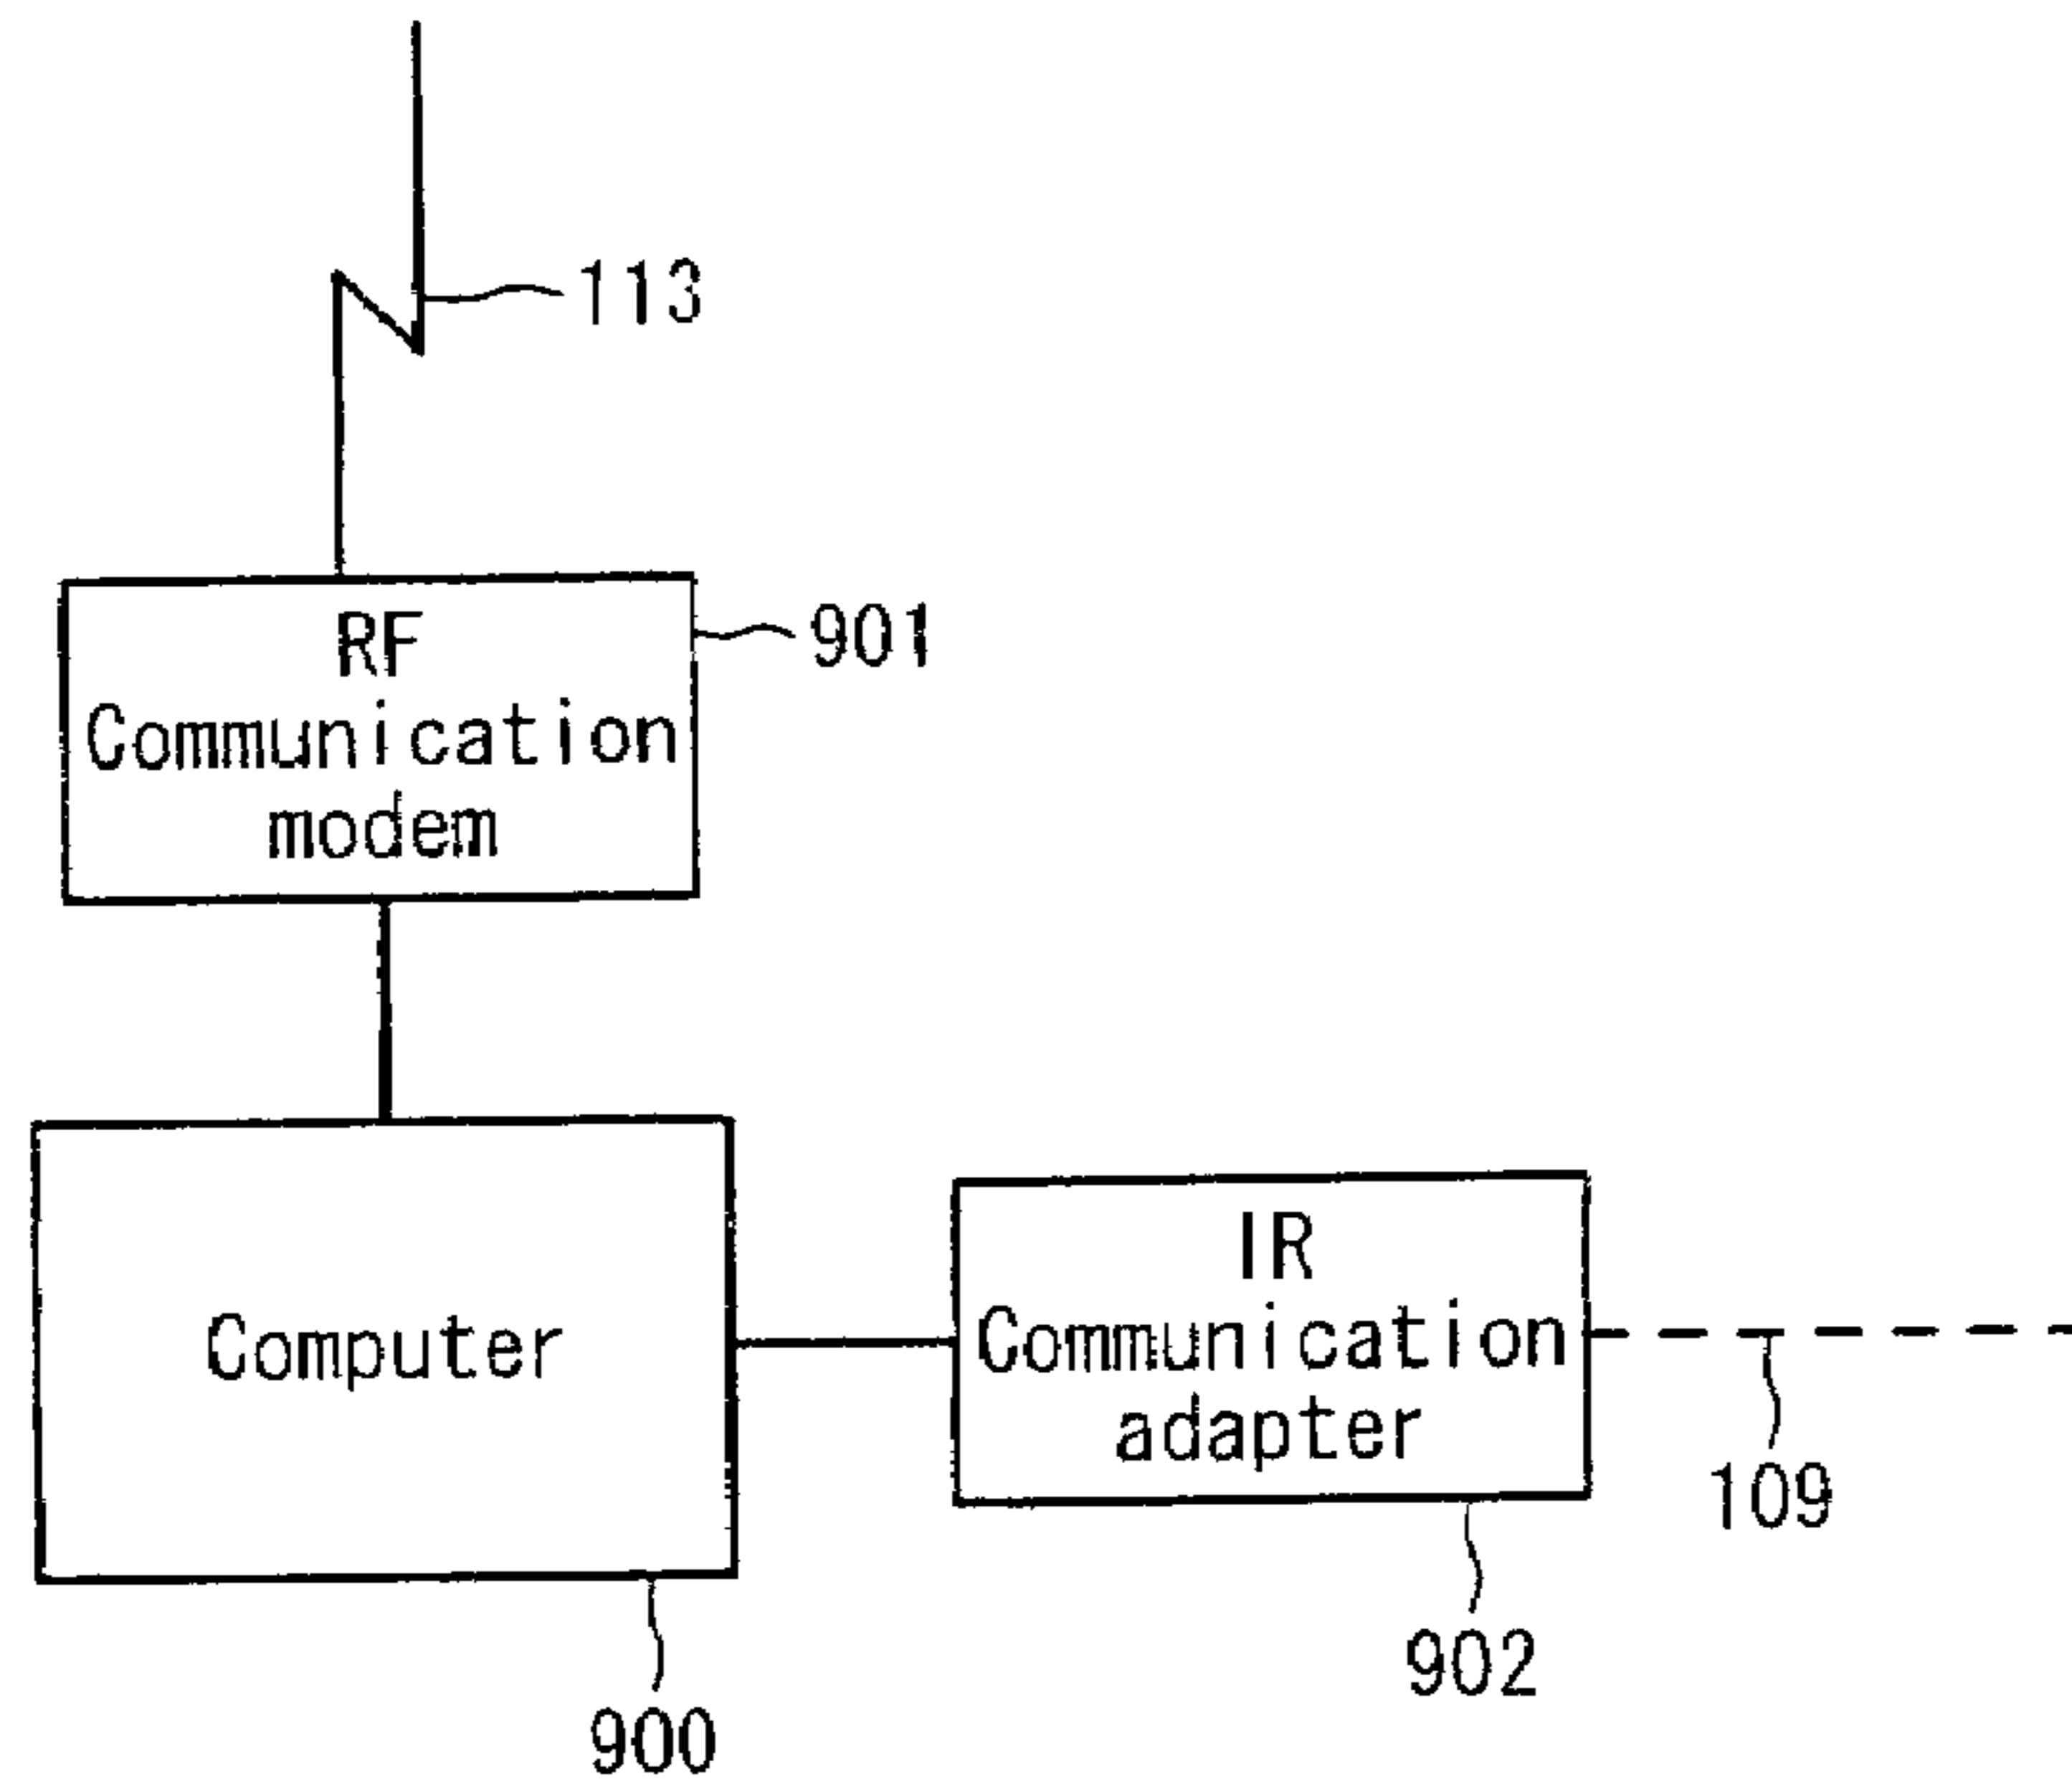 113
RF
Communication
modem
901
Computer
IR
Communication
adapter
109
902
900